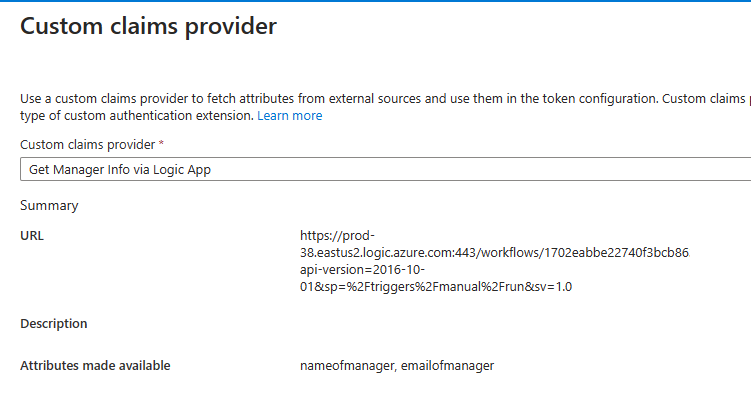 Custom claims provider
Use a custom claims provider to fetch attributes from external sources and use them in the token configuration. Custom claims
type of custom authentication extension. Learn more
Custom claims provider *
Get Manager Info via Logic App
Summary
URL
https://prod-
38.eastus2.logic.azure.com:443/workflows/1702eabbe22740f3bcb86
api-version=2016-10-
01&sp=%2Ftriggers%2Fmanual%2Frun&sv=1.0
Description
Attributes made available
nameofmanager, emailofmanager